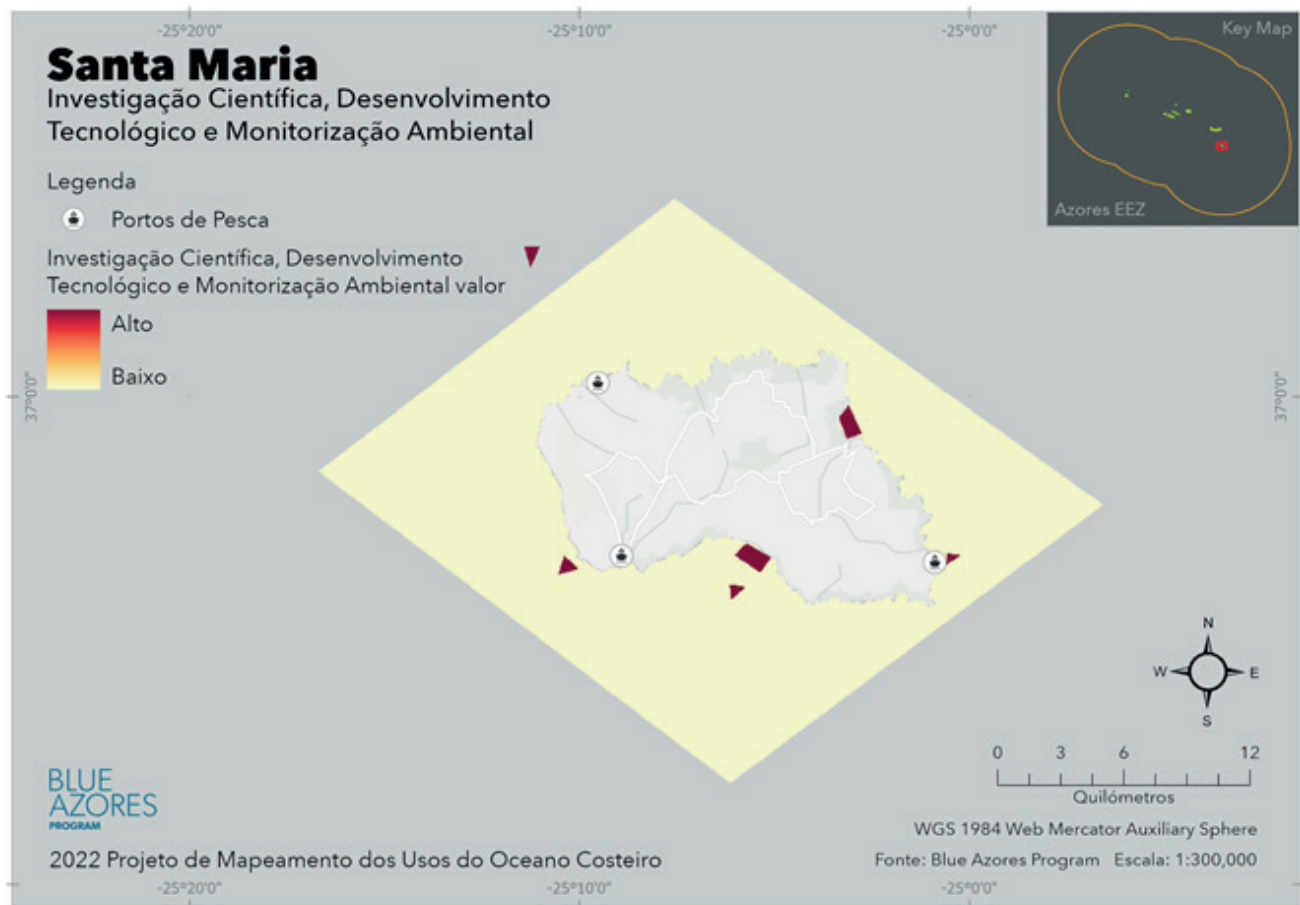 -25°20'0"
-25°10'0"
-25°0'0"
Santa Maria
Investigação Científica, Desenvolvimento
Tecnológico e Monitorização Ambiental
Legenda
Portos de Pesca
Investigação Científica, Desenvolvimento
Tecnológico e Monitorização Ambiental valor
Alto
Baixo
Key Map
Azores EEZ
37°0'0"
37°0'0"
N
W
E
S
0
3
6
12
Quilómetros
WGS 1984 Web Mercator Auxiliary Sphere
Fonte: Blue Azores Program Escala: 1:300,000
BLUE
AZORES
PROGRAM
2022 Projeto de Mapeamento dos Usos do Oceano Costeiro
-25°20'0"
-25°10'0"
-25°0'0"